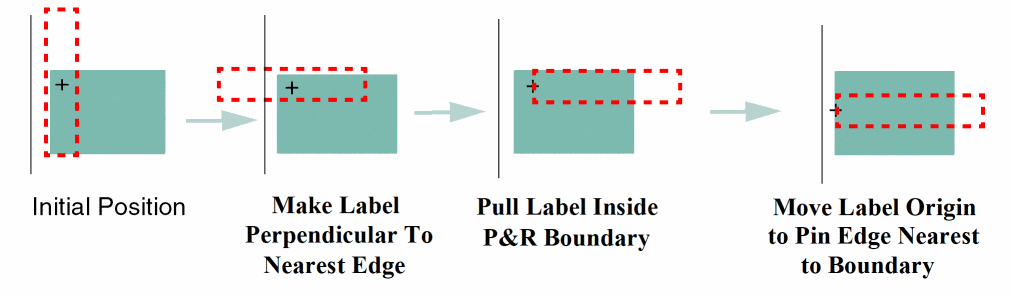 Initial Position
Make Label
Perpendicular To
Nearest Edge
Pull Label Inside
P&R Boundary
Move Label Origin
to Pin Edge Nearest
to Boundary